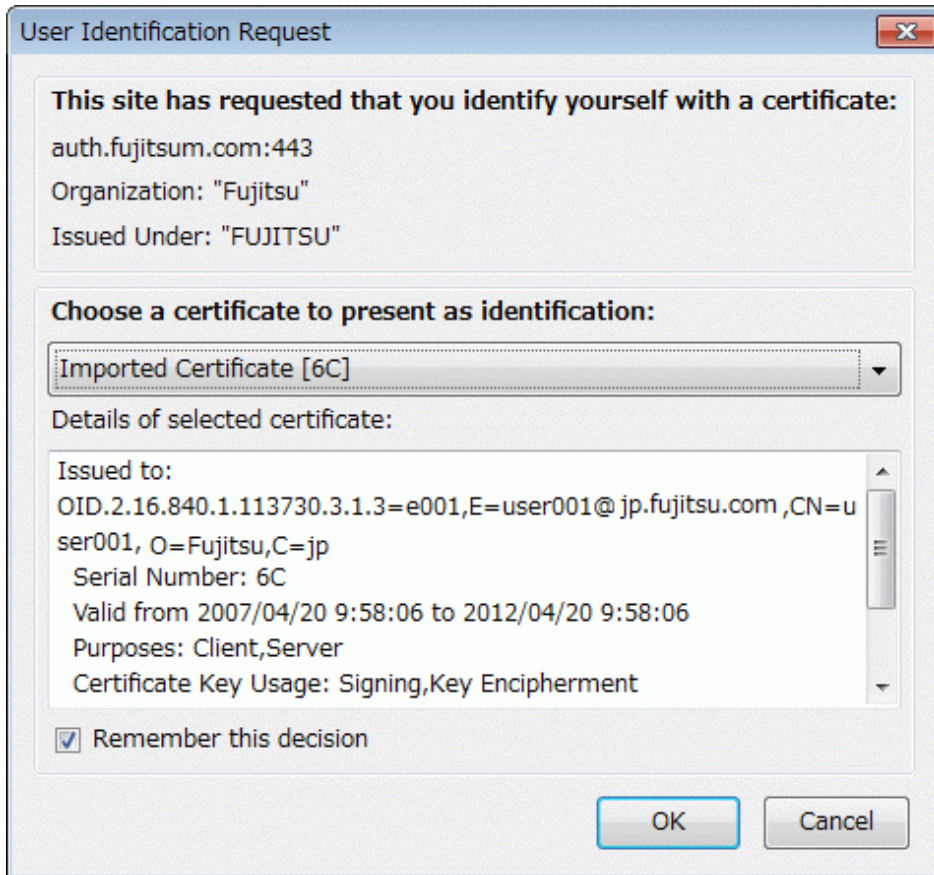 User Identification Request
This site has requested that you identify yourself with a certificate:
auth.fujitsum.com:443
Organization: "Fujitsu"
Issued Under: "FUJITSU"
Choose a certificate to present as identification:
Imported Certificate [6C]
Details of selected certificate:
Issued to:
OID.2.16.840.1.113730.3.1.3=e001,E=user001@jp.fujitsu.com ,CN=u
ser001, O=Fujitsu,C=jp
Serial Number: 6C
Valid from 2007/04/20 9:58:06 to 2012/04/20 9:58:06
Purposes: Client,Server
Certificate Key Usage: Signing,Key Encipherment
Remember this decision
OK Cancel